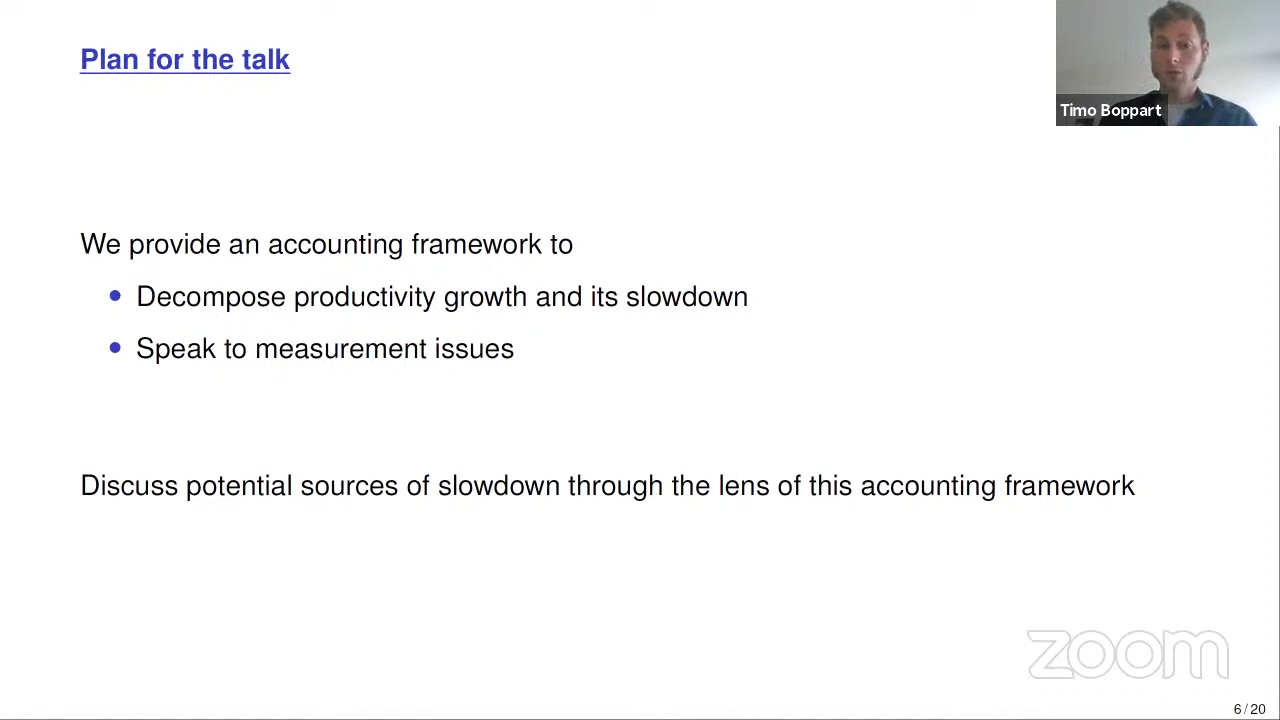 Plan for the talk
Timo Boppart
We provide an accounting framework to
• Decompose productivity growth and its slowdown
• Speak to measurement issues
Discuss potential sources of slowdown through the lens of this accounting framework
zoom
6 / 20